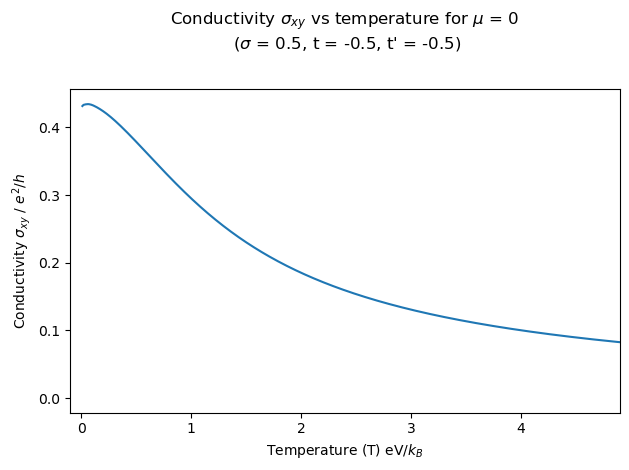 Conductivity σxy vs temperature for μ = 0
(σ = 0.5, t = -0.5, t' = -0.5)
Conductivity σxy / e²/h
0.4
0.3
0.2
0.1
0.0
0 1 2 3 4
Temperature (T) eV/kB